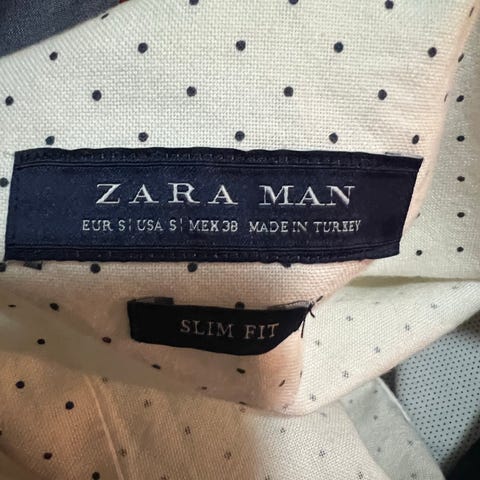 ZARA MAN
EUR S | USA S | MEX 38 MADE IN TURKEY
SLIM FIT